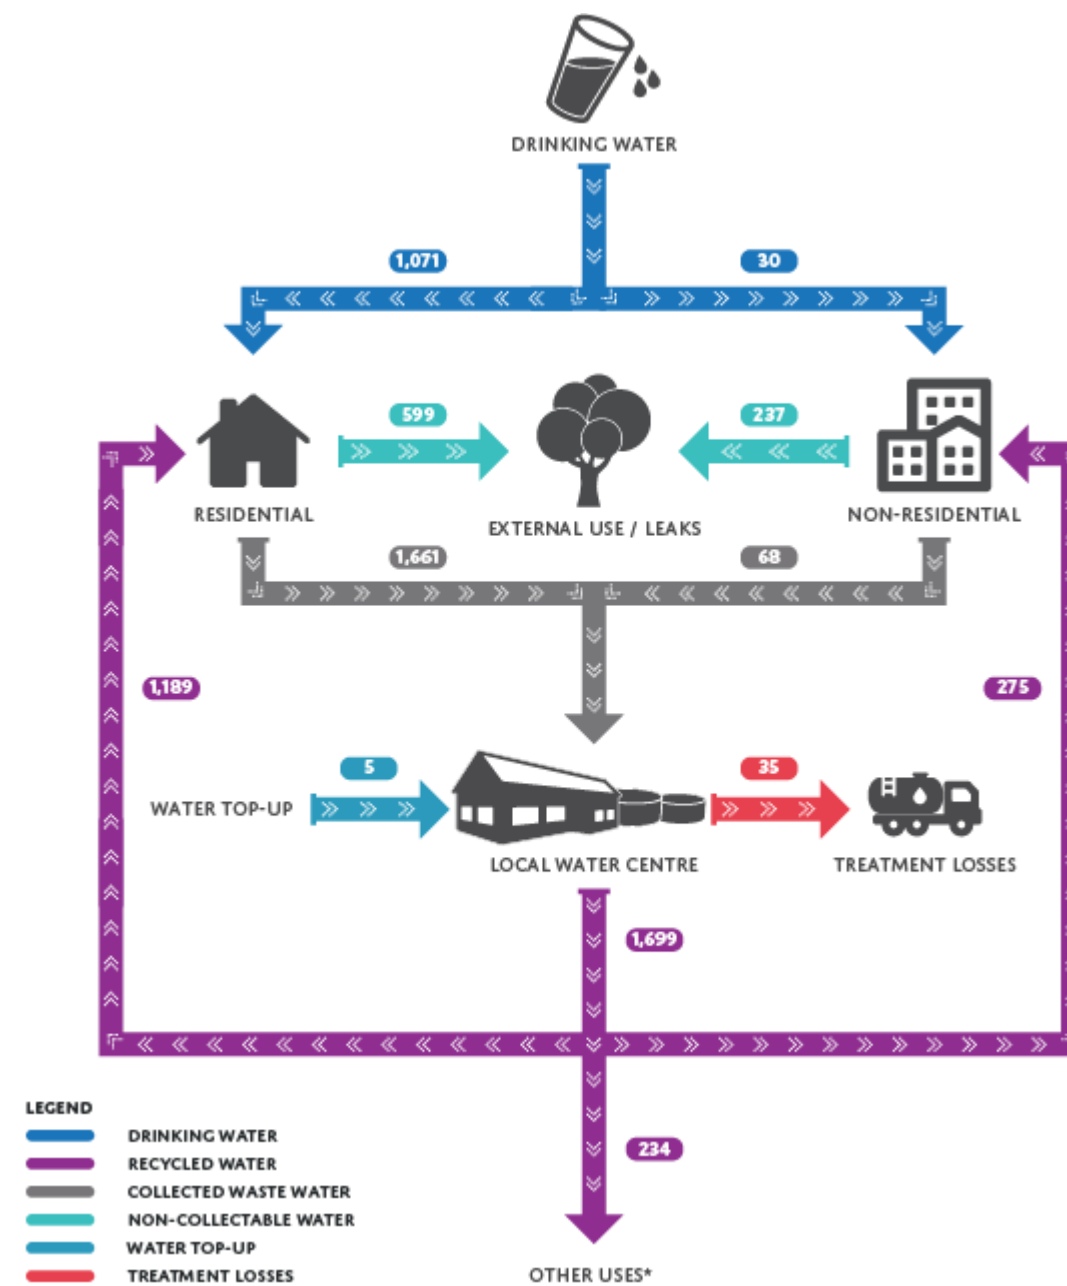 DRINKING WATER
1,071
30
599
237
RESIDENTIAL
EXTERNAL USE / LEAKS
NON-RESIDENTIAL
1,661
68
1,189
275
5
35
WATER TOP-UP
LOCAL WATER CENTRE
TREATMENT LOSSES
1,699
234
OTHER USES*
LEGEND
DRINKING WATER
RECYCLED WATER
COLLECTED WASTE WATER
NON-COLLECTABLE WATER
WATER TOP-UP
TREATMENT LOSSES